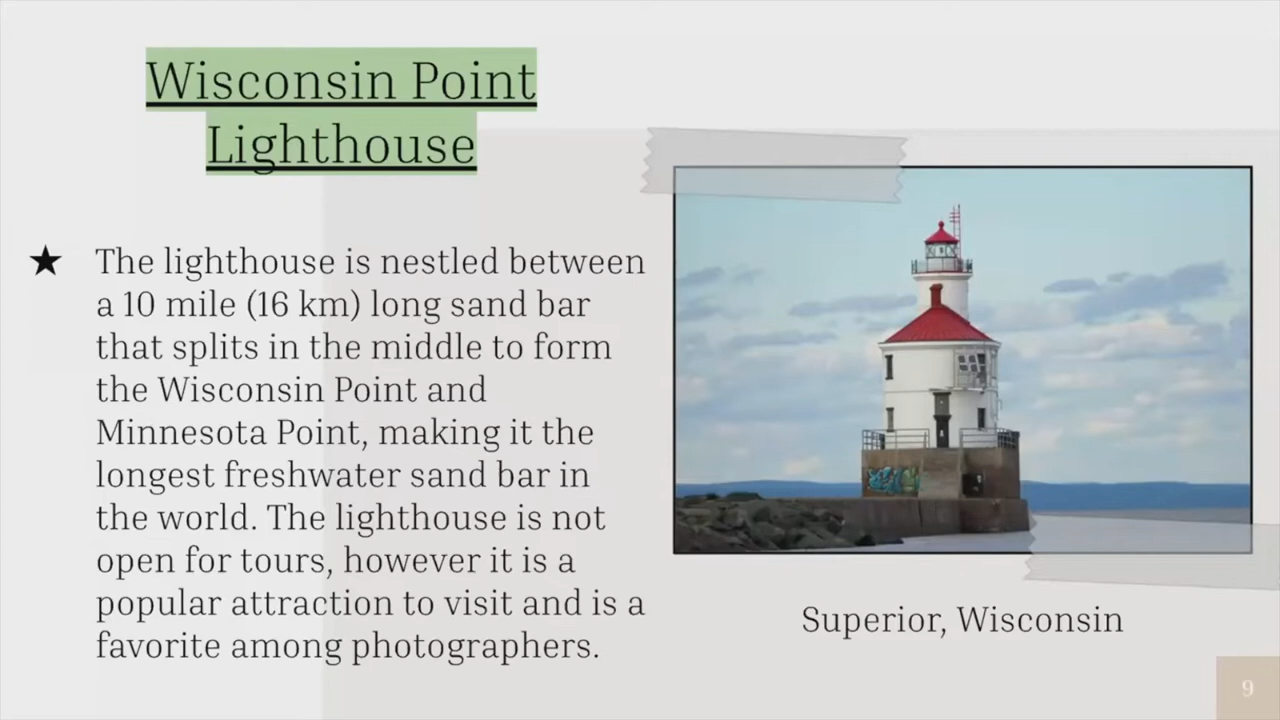 Wisconsin Point
Lighthouse
★ The lighthouse is nestled between
a 10 mile (16 km) long sand bar
that splits in the middle to form
the Wisconsin Point and
Minnesota Point, making it the
longest freshwater sand bar in
the world. The lighthouse is not
open for tours, however it is a
popular attraction to visit and is a
favorite among photographers.
Superior, Wisconsin
9